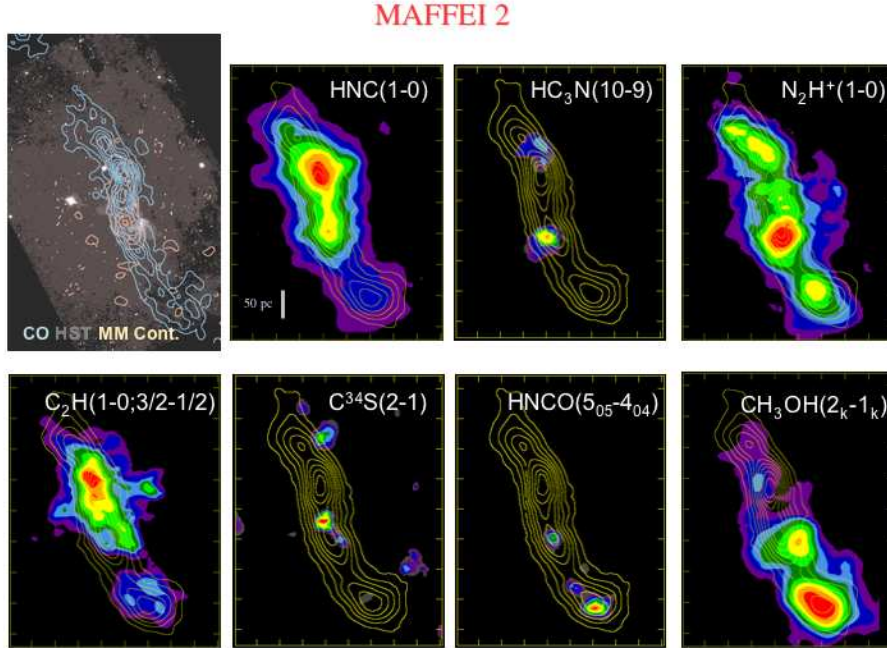 MAFFEI 2
HNC(1-0)
HC₃N(10-9)
N₂H⁺(1-0)
50 pc
CO HST MM Cont.
C₂H(1-0;3/2-1/2)
C³⁴S(2-1)
HNCO(5₀₅-4₀₄)
CH₃OH(2ₖ-1ₖ)